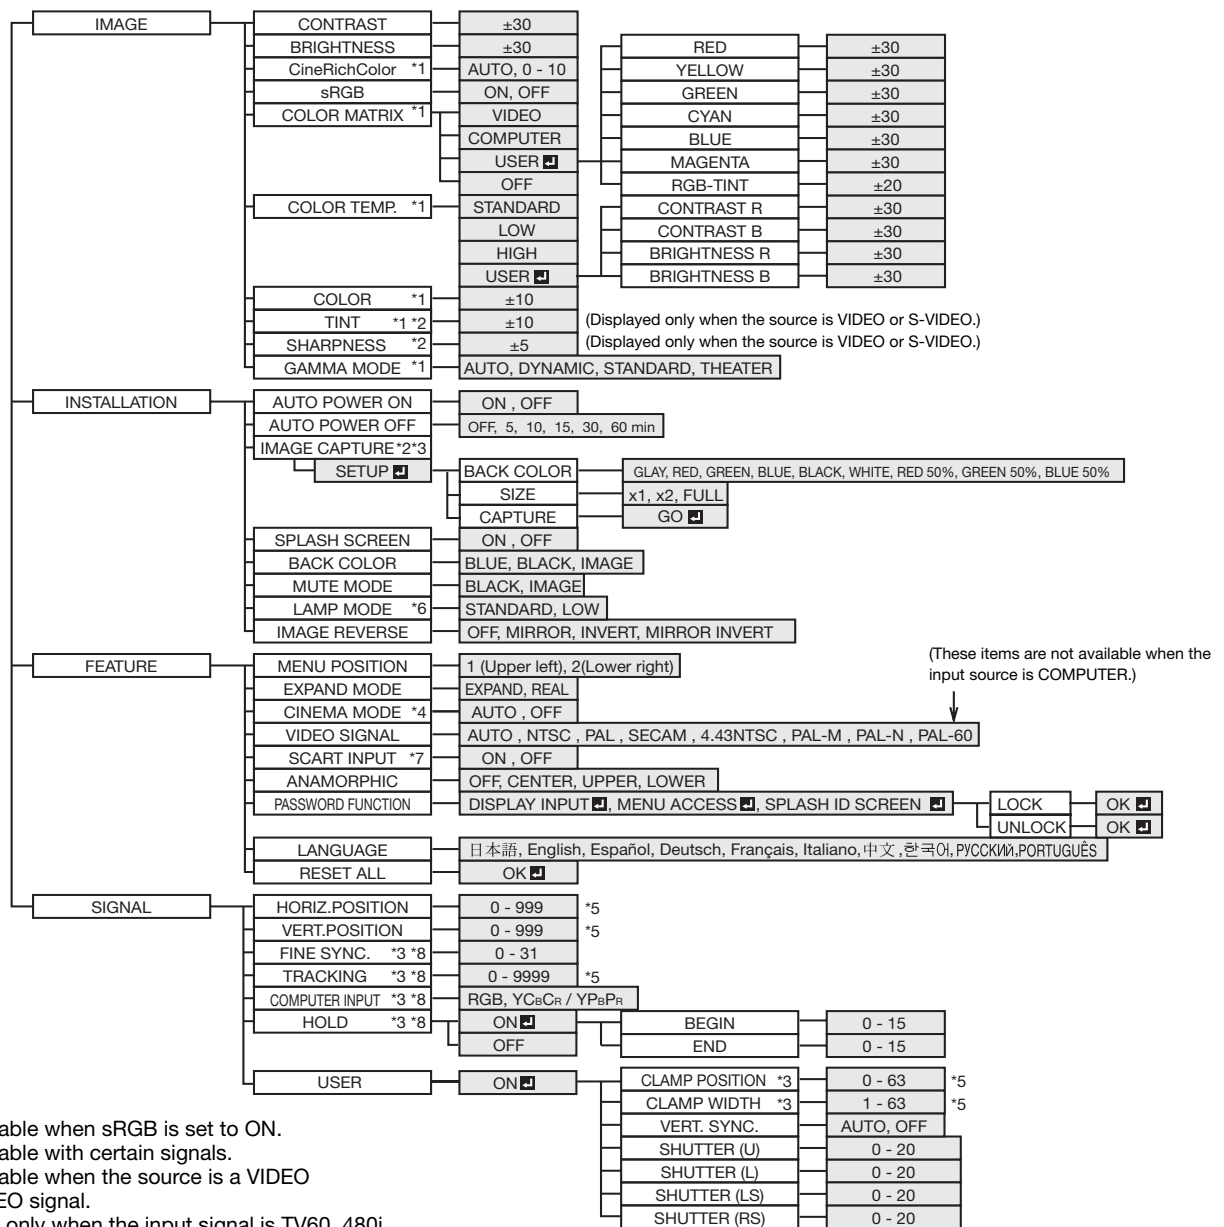 IMAGE
CONTRAST ±30
BRIGHTNESS ±30
CineRichColor *1 AUTO, 0 - 10
sRGB ON, OFF
COLOR MATRIX *1 VIDEO
COMPUTER
USER
OFF
RED ±30
YELLOW ±30
GREEN ±30
CYAN ±30
BLUE ±30
MAGENTA ±30
RGB-TINT ±20
COLOR TEMP. *1 STANDARD
LOW
HIGH
USER
CONTRAST R ±30
CONTRAST B ±30
BRIGHTNESS R ±30
BRIGHTNESS B ±30
COLOR *1 ±10
TINT *1 *2 ±10 (Displayed only when the source is VIDEO or S-VIDEO.)
SHARPNESS *2 ±5 (Displayed only when the source is VIDEO or S-VIDEO.)
GAMMA MODE *1 AUTO, DYNAMIC, STANDARD, THEATER
INSTALLATION
AUTO POWER ON ON , OFF
AUTO POWER OFF OFF, 5, 10, 15, 30, 60 min
IMAGE CAPTURE*2*3
SETUP
BACK COLOR GLAY, RED, GREEN, BLUE, BLACK, WHITE, RED 50%, GREEN 50%, BLUE 50%
SIZE x1, x2, FULL
CAPTURE GO
SPLASH SCREEN ON , OFF
BACK COLOR BLUE, BLACK, IMAGE
MUTE MODE BLACK, IMAGE
LAMP MODE *6 STANDARD, LOW
IMAGE REVERSE OFF, MIRROR, INVERT, MIRROR INVERT
FEATURE
(These items are not available when the
input source is COMPUTER.)
MENU POSITION 1 (Upper left), 2(Lower right)
EXPAND MODE EXPAND, REAL
CINEMA MODE *4 AUTO , OFF
VIDEO SIGNAL AUTO , NTSC , PAL , SECAM , 4.43NTSC , PAL-M , PAL-N , PAL-60
SCART INPUT *7 ON , OFF
ANAMORPHIC OFF, CENTER, UPPER, LOWER
PASSWORD FUNCTION DISPLAY INPUT, MENU ACCESS, SPLASH ID SCREEN
LOCK OK
UNLOCK OK
LANGUAGE 日本語, English, Español, Deutsch, Français, Italiano,中文 ,한국어, РУССКИЙ,PORTUGUÊS
RESET ALL OK
SIGNAL
HORIZ.POSITION 0 - 999 *5
VERT.POSITION 0 - 999 *5
FINE SYNC. *3 *8 0 - 31
TRACKING *3 *8 0 - 9999 *5
COMPUTER INPUT *3 *8 RGB, YCBCR / YPBPR
HOLD *3 *8 ON
OFF
BEGIN 0 - 15
END 0 - 15
USER ON
CLAMP POSITION *3 0 - 63 *5
CLAMP WIDTH *3 1 - 63 *5
VERT. SYNC. AUTO, OFF
SHUTTER (U) 0 - 20
SHUTTER (L) 0 - 20
SHUTTER (LS) 0 - 20
SHUTTER (RS) 0 - 20
able when sRGB is set to ON.
able with certain signals.
able when the source is a VIDEO
EO signal.
only when the input signal is TV60, 480i